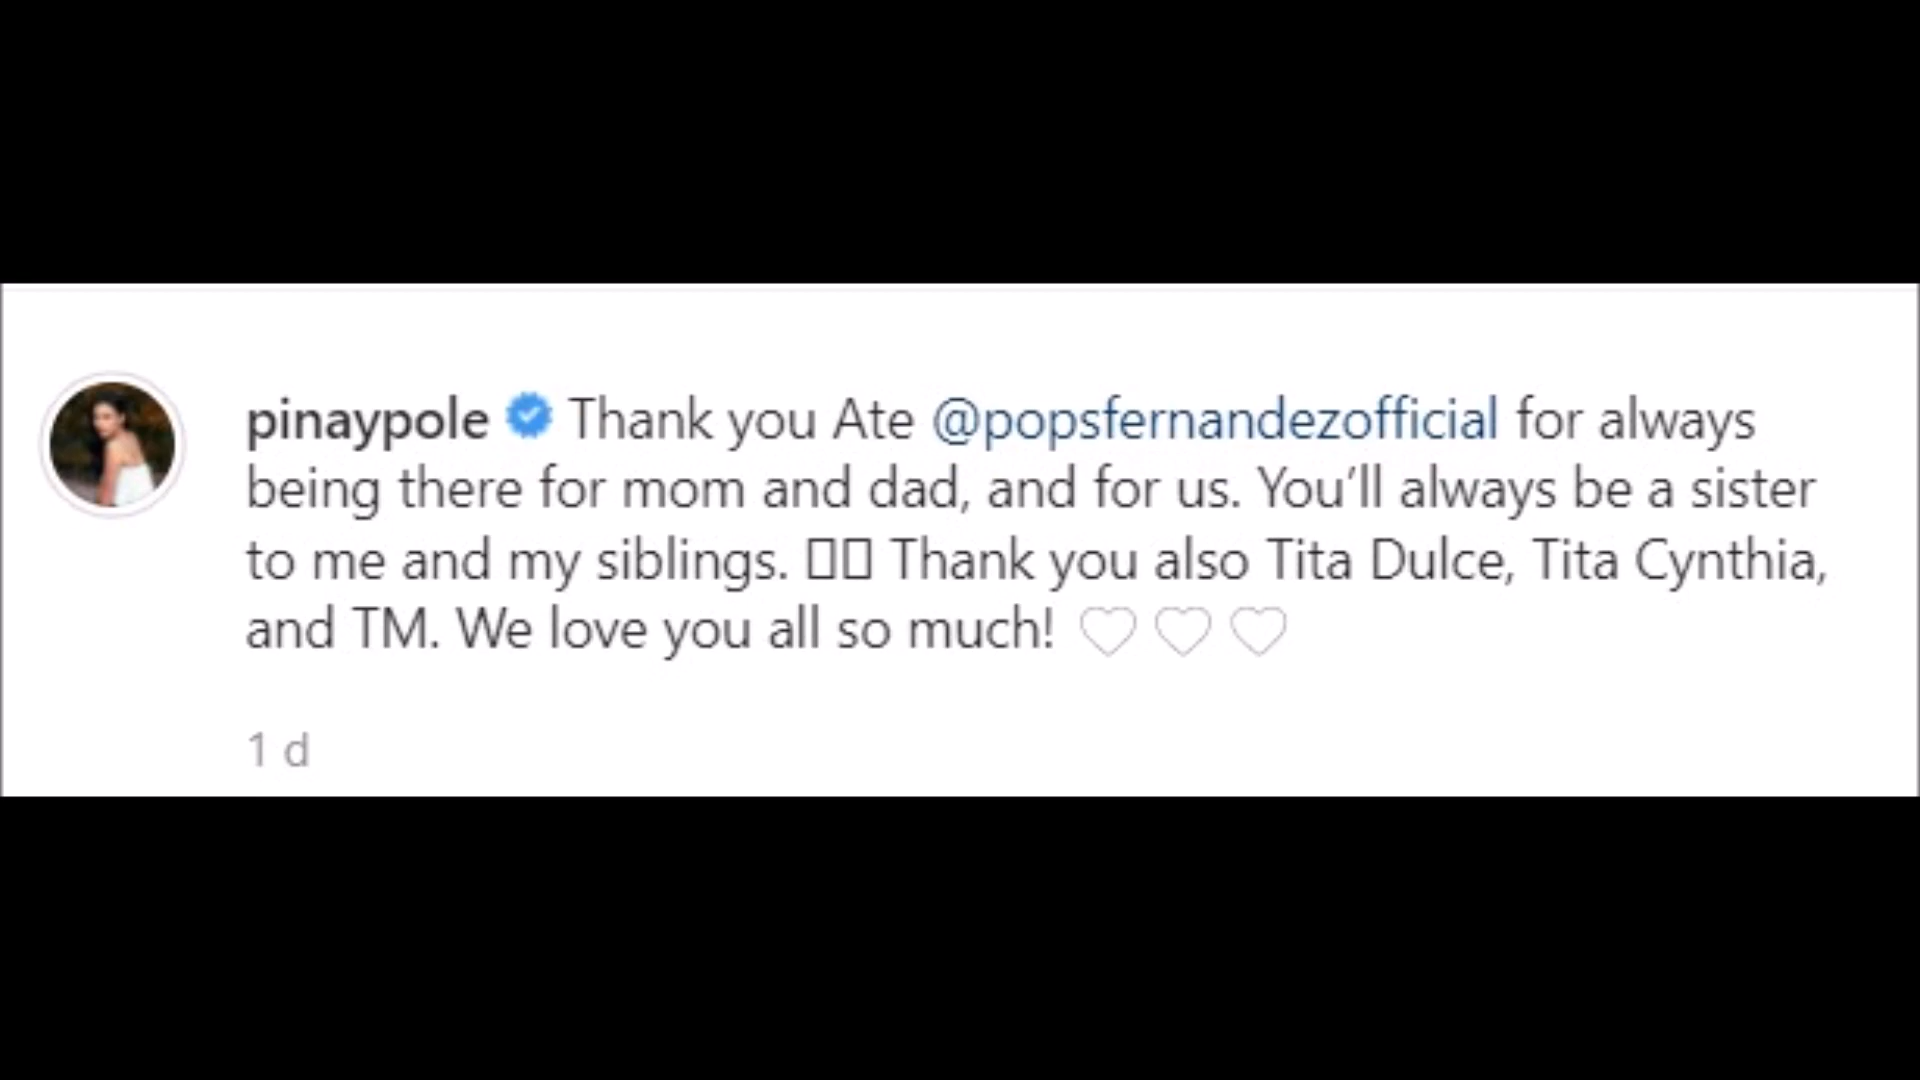 pinaypole Thank you Ate @popsfernandezofficial for always
being there for mom and dad, and for us. You'll always be a sister
to me and my siblings. ▯▯ Thank you also Tita Dulce, Tita Cynthia,
and TM. We love you all so much! ♡ ♡ ♡
1 d